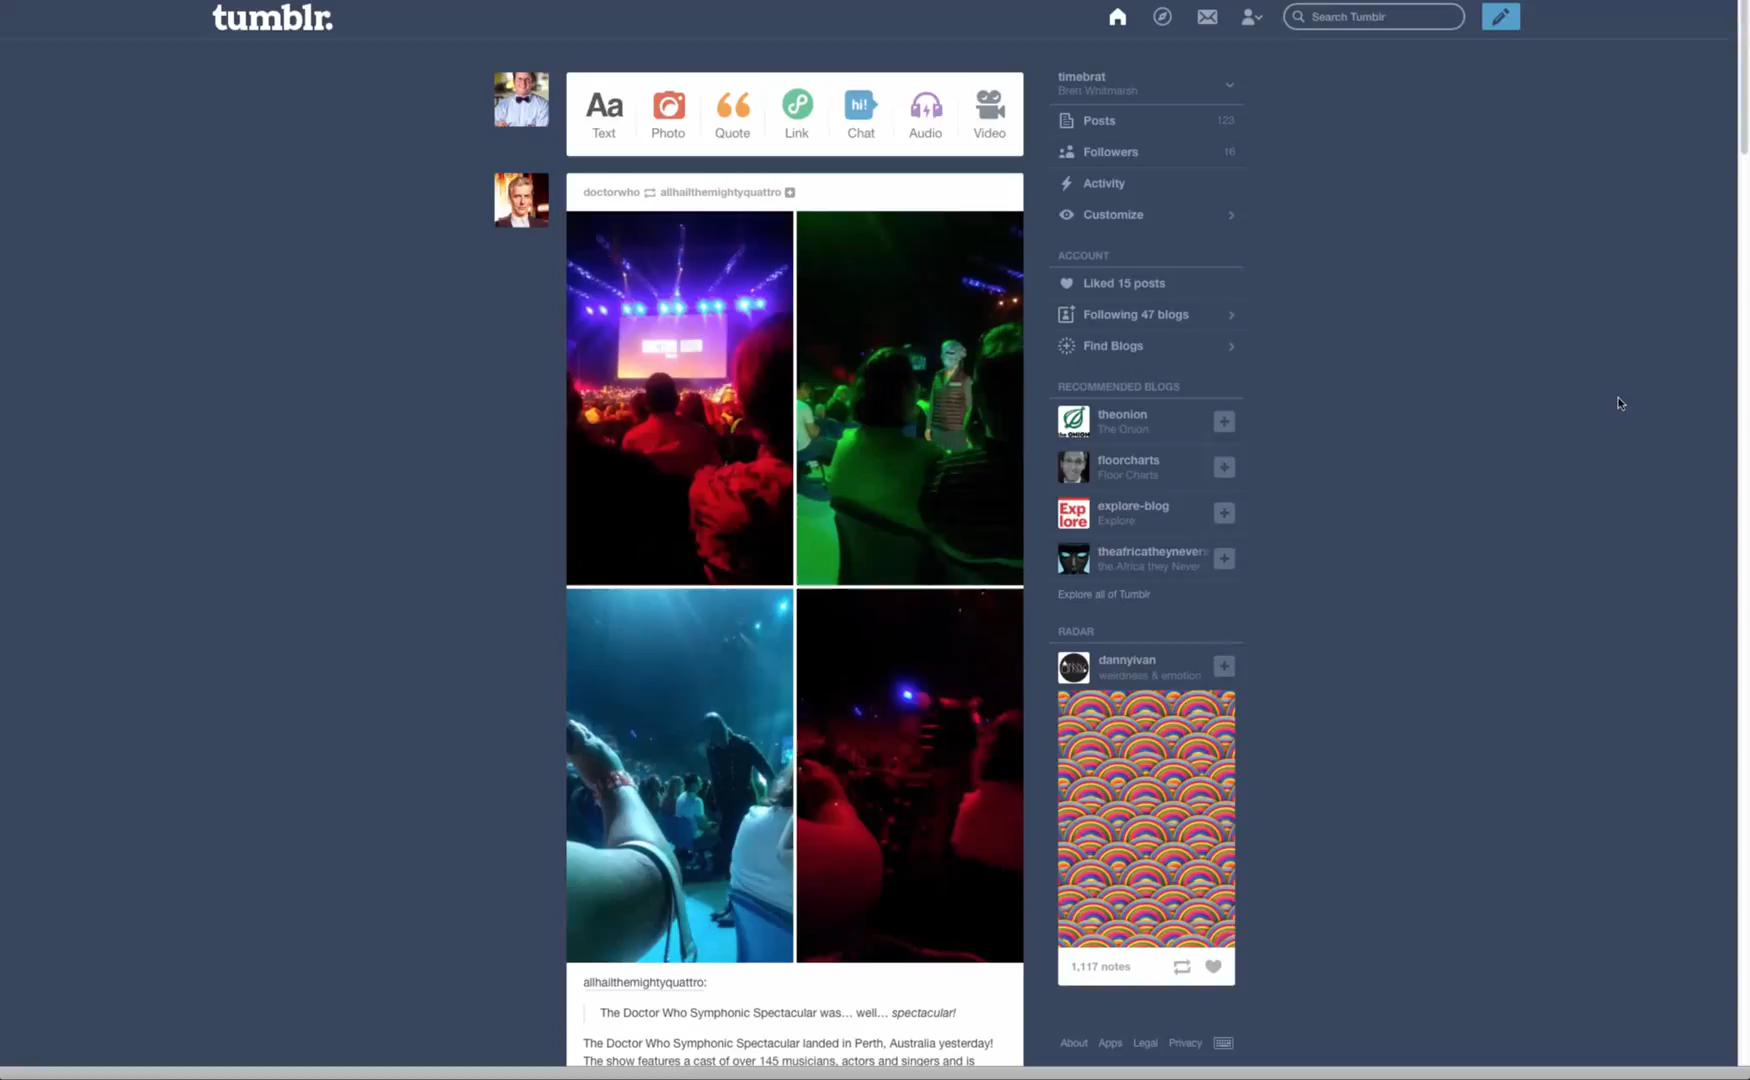 tumblr.
Search Tumblr
Aa
Text
Photo
Quote
Link
hi!
Chat
Audio
Video
doctorwho allhailthemightyquattro
allhailthemightyquattro:
The Doctor Who Symphonic Spectacular was... well... spectacular!
The Doctor Who Symphonic Spectacular landed in Perth, Australia yesterday!
The show features a cast of over 145 musicians, actors and singers and is
timebrat
Brett Whitmarsh
Posts 123
Followers 16
Activity
Customize
ACCOUNT
Liked 15 posts
Following 47 blogs
Find Blogs
RECOMMENDED BLOGS
theonion
The Onion
the ONION
floorcharts
Floor Charts
Exp
lore
explore-blog
Explore
theafricatheynever
the Africa they Never
Explore all of Tumblr
RADAR
dannyivan
weirdness & emotion
1,117 notes
About Apps Legal Privacy